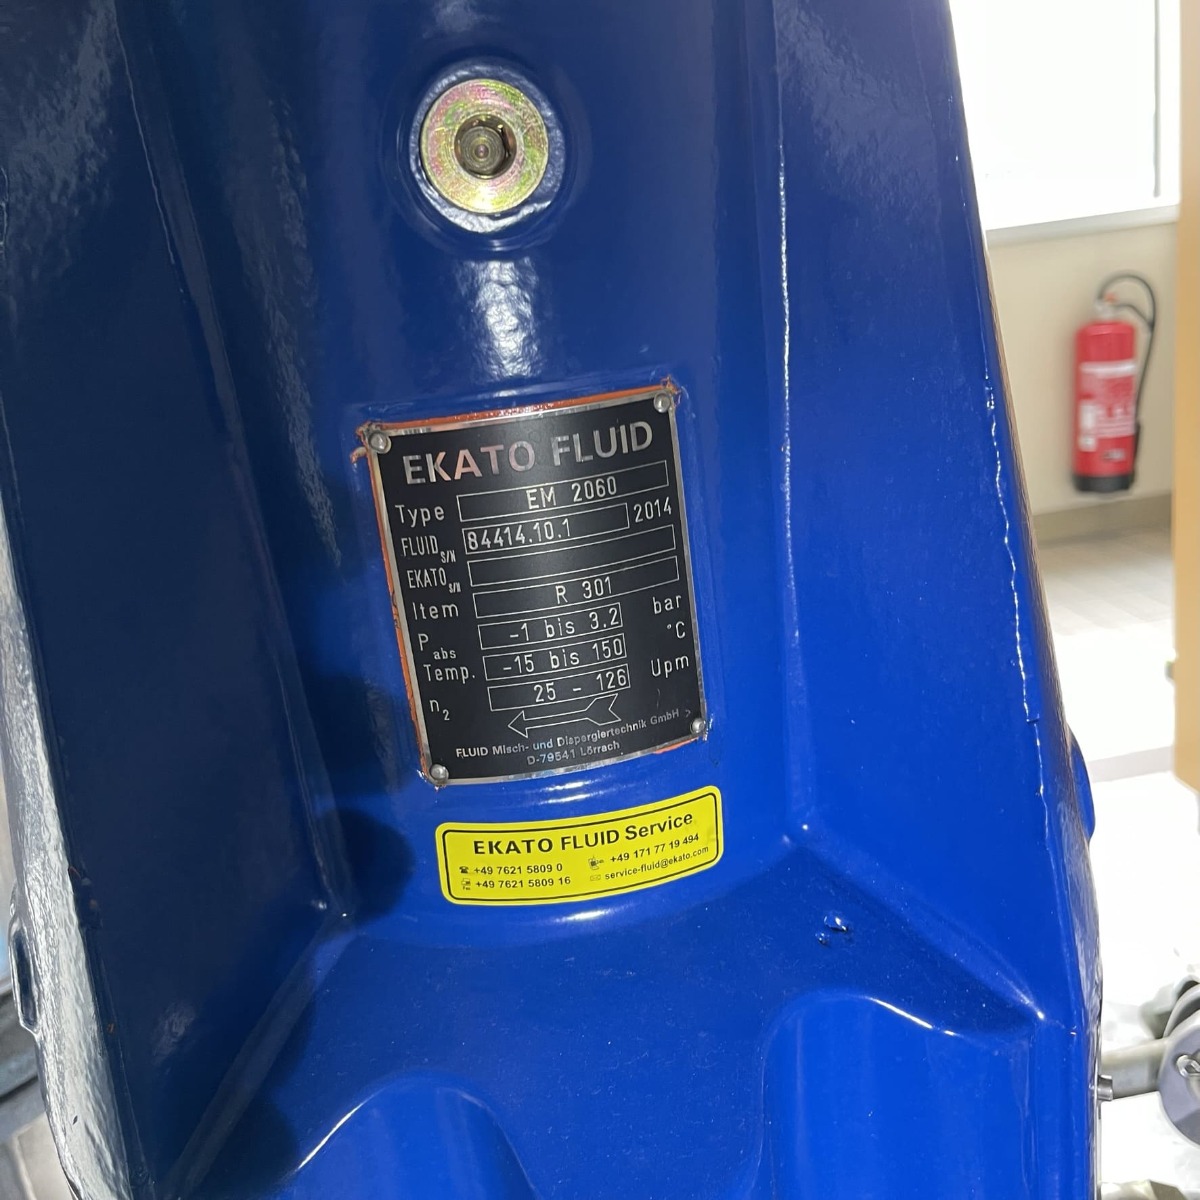 EKATO FLUID
Type EM 2060
FLUID S/N 84414.10.1 2014
EKATO S/N
Item R 301
P abs -1 bis 3.2 bar
Temp. -15 bis 150 °C
n 2 25 - 126 Upm
FLUID Misch- und Dispergiertechnik GmbH
D-79541 Lörrach
EKATO FLUID Service
+49 7621 5809 0 +49 171 77 19 494
+49 7621 5809 16 service-fluid@ekato.com